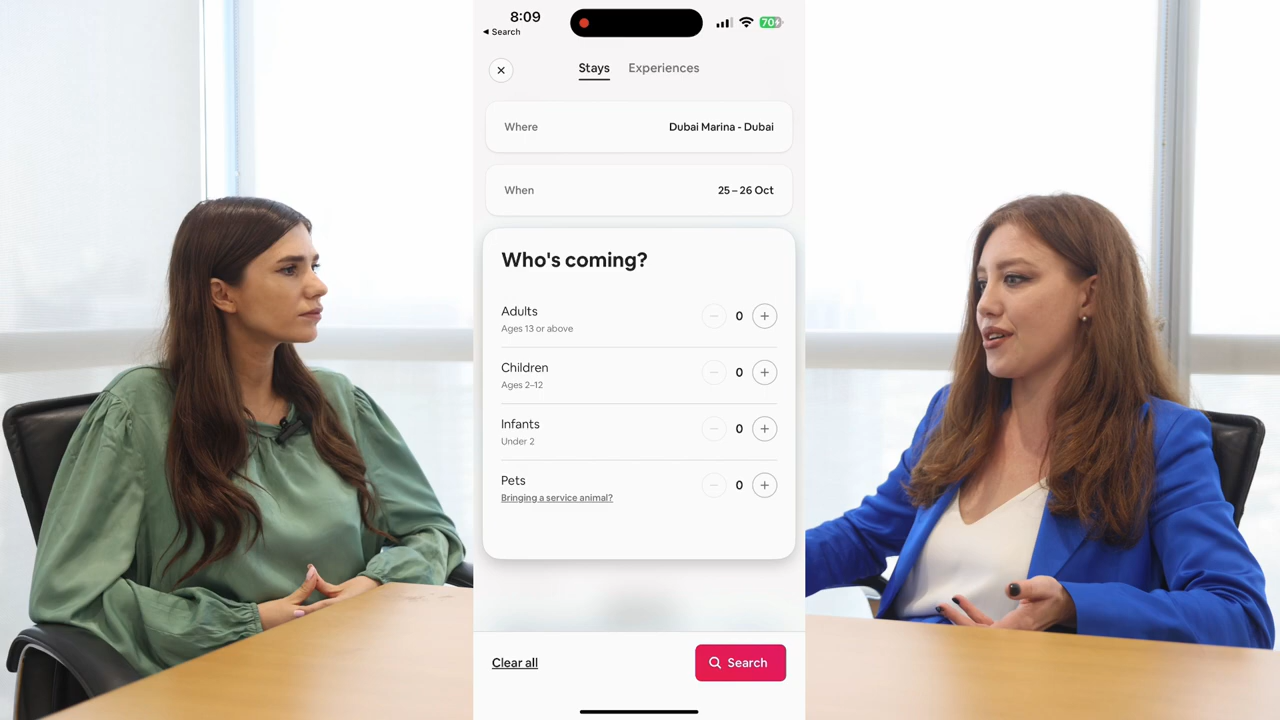 8:09
◀ Search
70
Stays Experiences
Where Dubai Marina - Dubai
When 25 – 26 Oct
Who's coming?
Adults 0
Ages 13 or above
Children 0
Ages 2–12
Infants 0
Under 2
Pets 0
Bringing a service animal?
Clear all Search